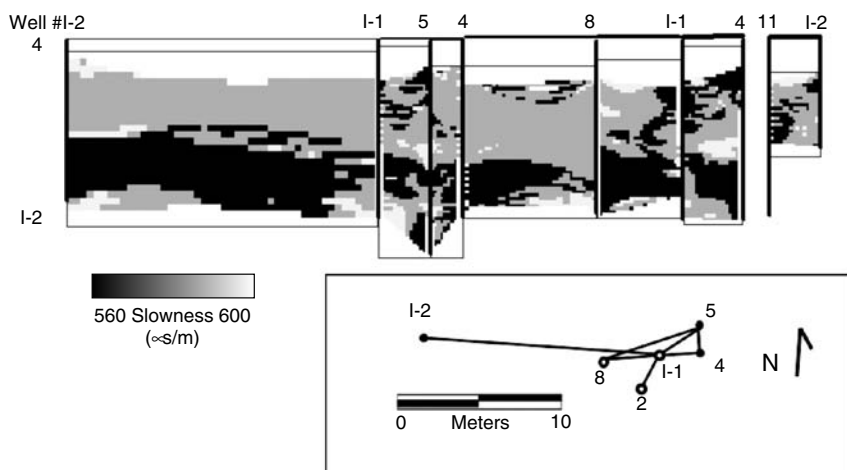 Well #I-2 I-1 5 4 8 I-1 4 11 I-2
4
I-2
560 Slowness 600
(∝s/m)
I-2 5
8 I-1 4 N
2
0 Meters 10